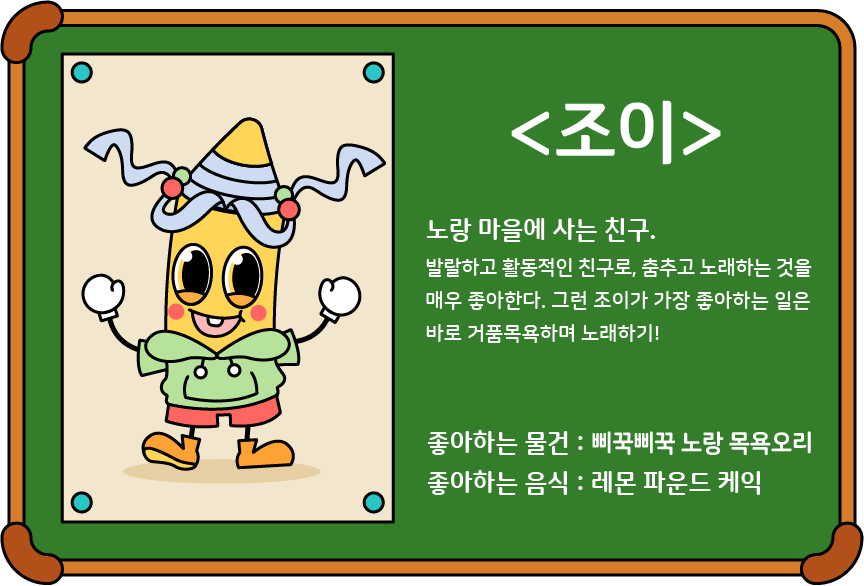 <조이>
노랑 마을에 사는 친구.
발랄하고 활동적인 친구로, 춤추고 노래하는 것을
매우 좋아한다. 그런 조이가 가장 좋아하는 일은
바로 거품목욕하며 노래하기!
좋아하는 물건 : 삐꾹삐꾹 노랑 목욕오리
좋아하는 음식 : 레몬 파운드 케익